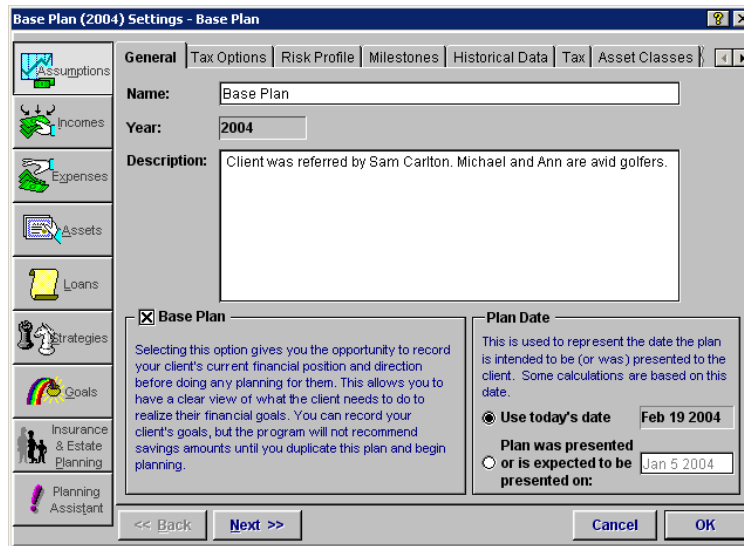 Base Plan (2004) Settings - Base Plan
Assumptions
Incomes
Expenses
Assets
Loans
Strategies
Goals
Insurance
& Estate
Planning
Planning
Assistant
General Tax Options Risk Profile Milestones Historical Data Tax Asset Classes
Name: Base Plan
Year: 2004
Description: Client was referred by Sam Carlton. Michael and Ann are avid golfers.
Base Plan
Selecting this option gives you the opportunity to record
your client's current financial position and direction
before doing any planning for them. This allows you to
have a clear view of what the client needs to do to
realize their financial goals. You can record your
client's goals, but the program will not recommend
savings amounts until you duplicate this plan and begin
planning.
Plan Date
This is used to represent the date the plan
is intended to be (or was) presented to the
client. Some calculations are based on this
date.
Use today's date Feb 19 2004
Plan was presented
or is expected to be
presented on:
Jan 5 2004
<< Back Next >> Cancel OK